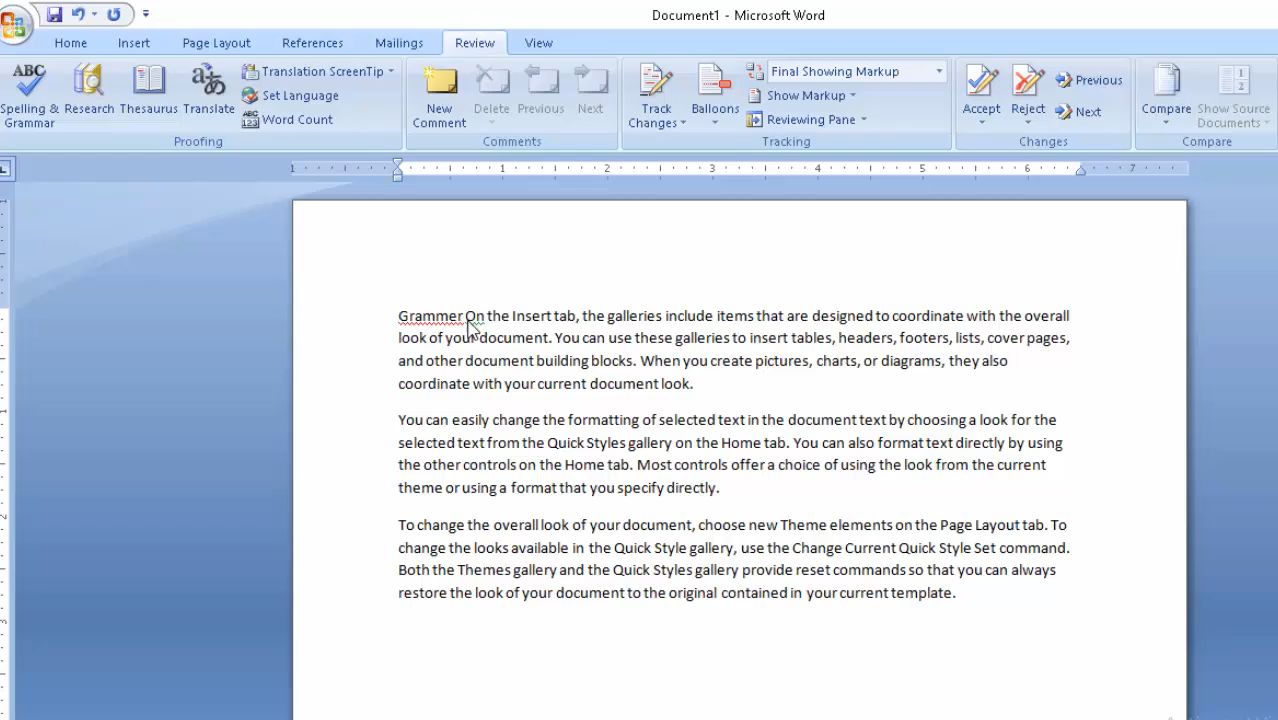 Document1 - Microsoft Word
Home Insert Page Layout References Mailings Review View
ABC Spelling & Grammar
Research
Thesaurus
Translate
Translation ScreenTip
Set Language
ABC 123 Word Count
Proofing
New Comment
Delete
Previous
Next
Comments
Track Changes
Balloons
Final Showing Markup
Show Markup
Reviewing Pane
Tracking
Accept
Reject
Previous
Next
Changes
Compare
Show Source Documents
Compare
1 1 2 3 4 5 6 7
Grammer On the Insert tab, the galleries include items that are designed to coordinate with the overall
look of your document. You can use these galleries to insert tables, headers, footers, lists, cover pages,
and other document building blocks. When you create pictures, charts, or diagrams, they also
coordinate with your current document look.
You can easily change the formatting of selected text in the document text by choosing a look for the
selected text from the Quick Styles gallery on the Home tab. You can also format text directly by using
the other controls on the Home tab. Most controls offer a choice of using the look from the current
theme or using a format that you specify directly.
To change the overall look of your document, choose new Theme elements on the Page Layout tab. To
change the looks available in the Quick Style gallery, use the Change Current Quick Style Set command.
Both the Themes gallery and the Quick Styles gallery provide reset commands so that you can always
restore the look of your document to the original contained in your current template.